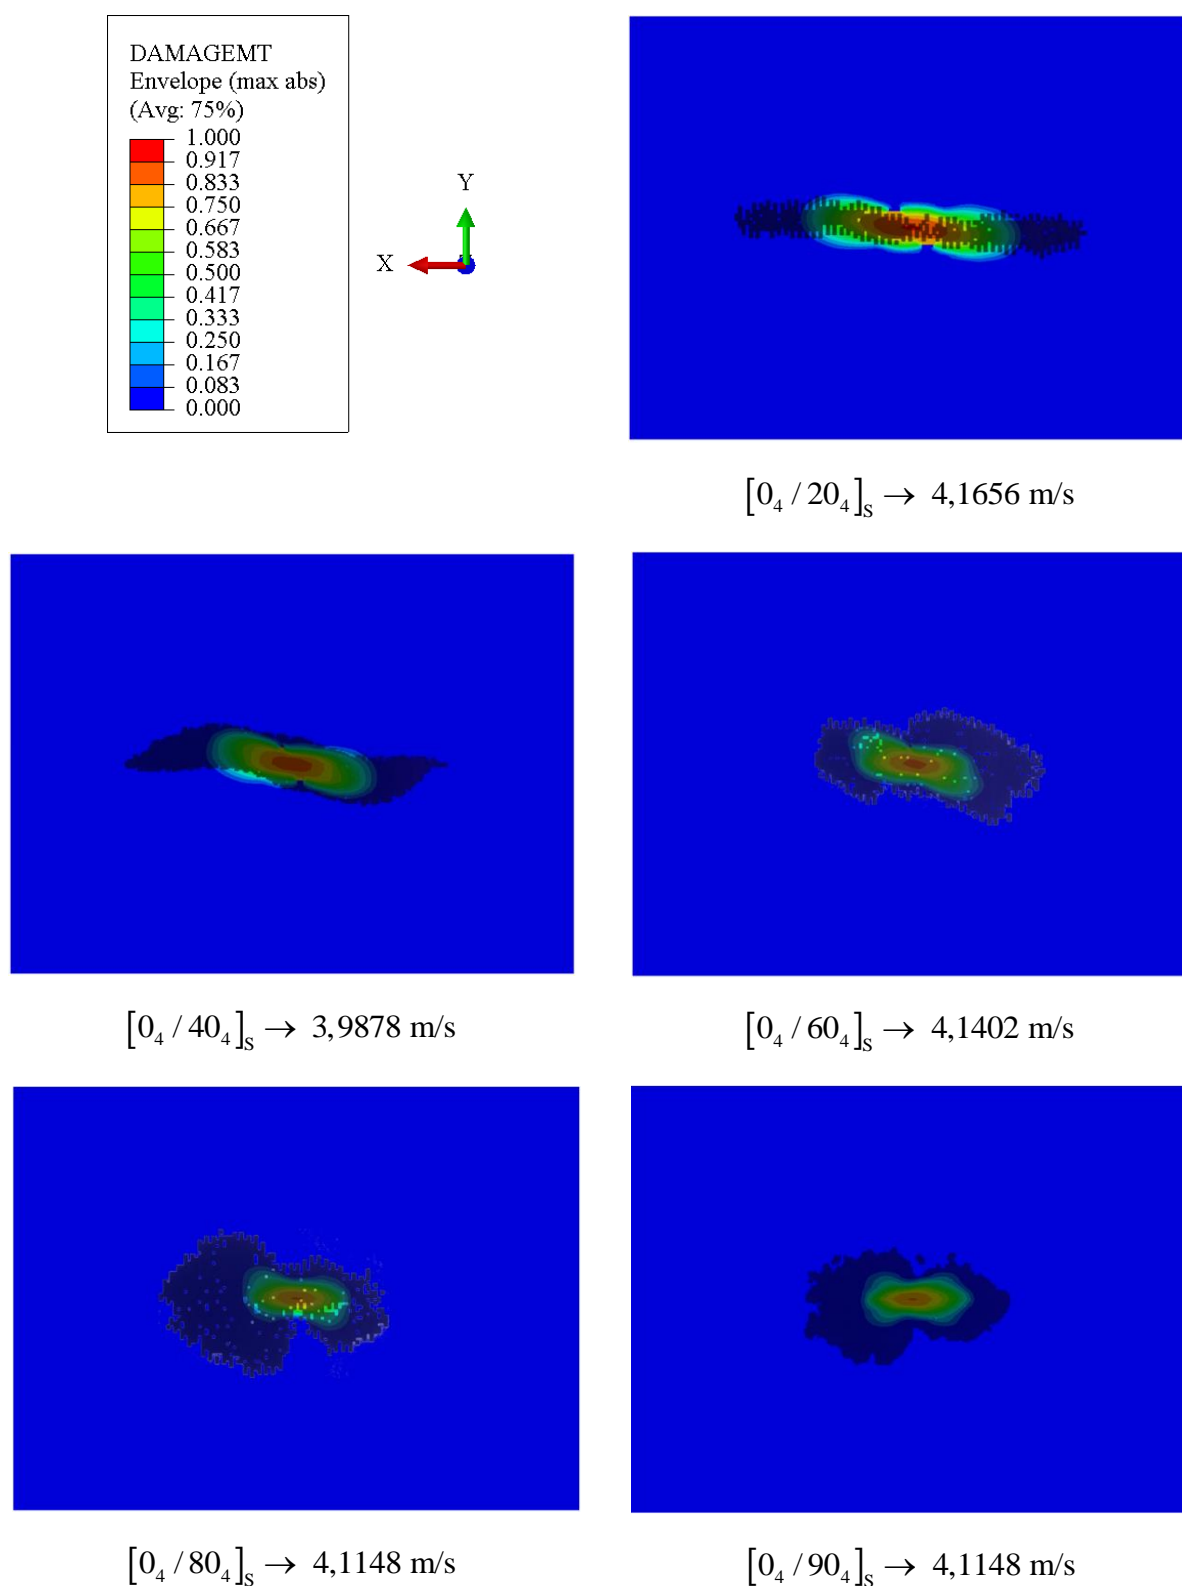 DAMAGEMT
Envelope (max abs)
(Avg: 75%)
1.000
0.917
0.833
0.750
0.667
0.583
0.500
0.417
0.333
0.250
0.167
0.083
0.000
Y
X
[0₄ / 20₄]ₛ → 4,1656 m/s
[0₄ / 40₄]ₛ → 3,9878 m/s
[0₄ / 60₄]ₛ → 4,1402 m/s
[0₄ / 80₄]ₛ → 4,1148 m/s
[0₄ / 90₄]ₛ → 4,1148 m/s